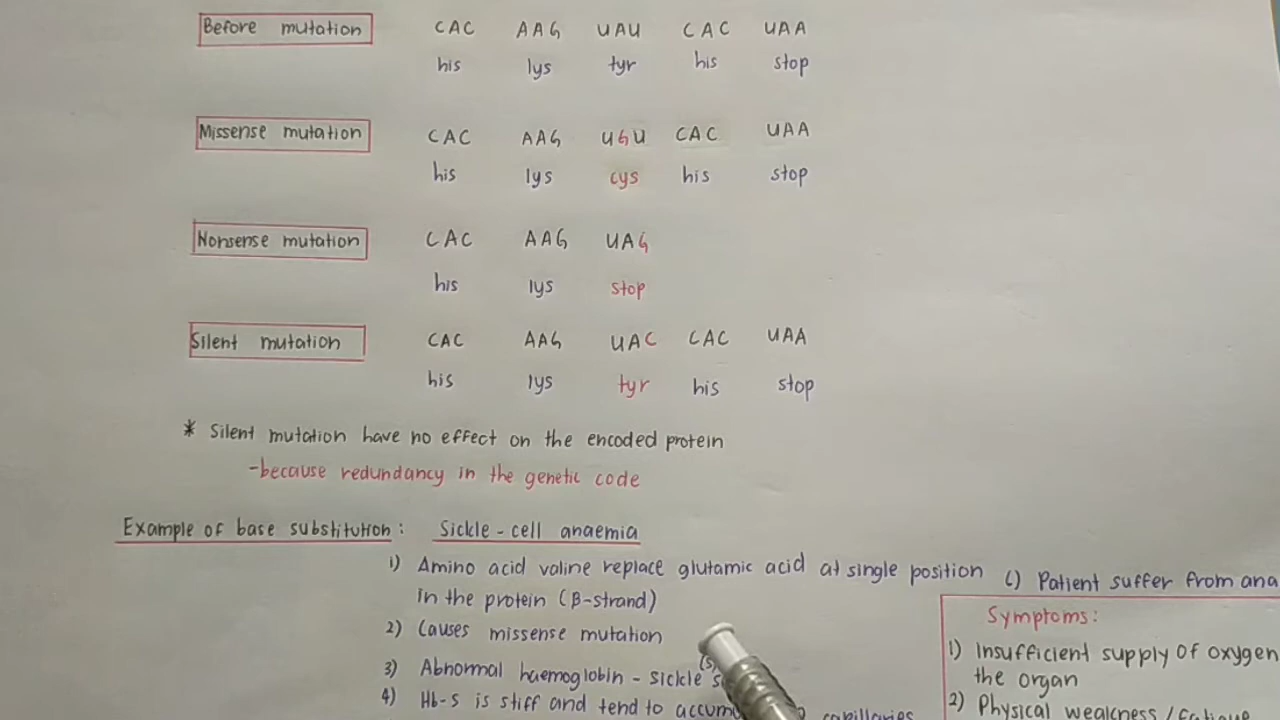 Before mutation CAC AAG UAU CAC UAA
his lys tyr his stop
Missense mutation CAC AAG UGU CAC UAA
his lys cys his stop
Nonsense mutation CAC AAG UAG
his lys stop
Silent mutation CAC AAG UAC CAC UAA
his lys tyr his stop
* Silent mutation have no effect on the encoded protein
-because redundancy in the genetic code
Example of base substitution : Sickle-cell anaemia
1) Amino acid valine replace glutamic acid at single position
in the protein (β-strand)
2) Causes missense mutation
3) Abnormal haemoglobin - sickle
4) Hb-S is stiff and tend to capillaries
Patient suffer from
Symptoms:
1) Insufficient supply of oxygen
the organ
2) Physical weakness / fatigue